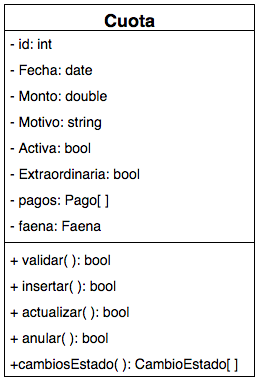 Cuota
- id: int
- Fecha: date
- Monto: double
- Motivo: string
- Activa: bool
- Extraordinaria: bool
- pagos: Pago[ ]
- faena: Faena
+ validar( ): bool
+ insertar( ): bool
+ actualizar( ): bool
+ anular( ): bool
+cambiosEstado( ): CambioEstado[ ]